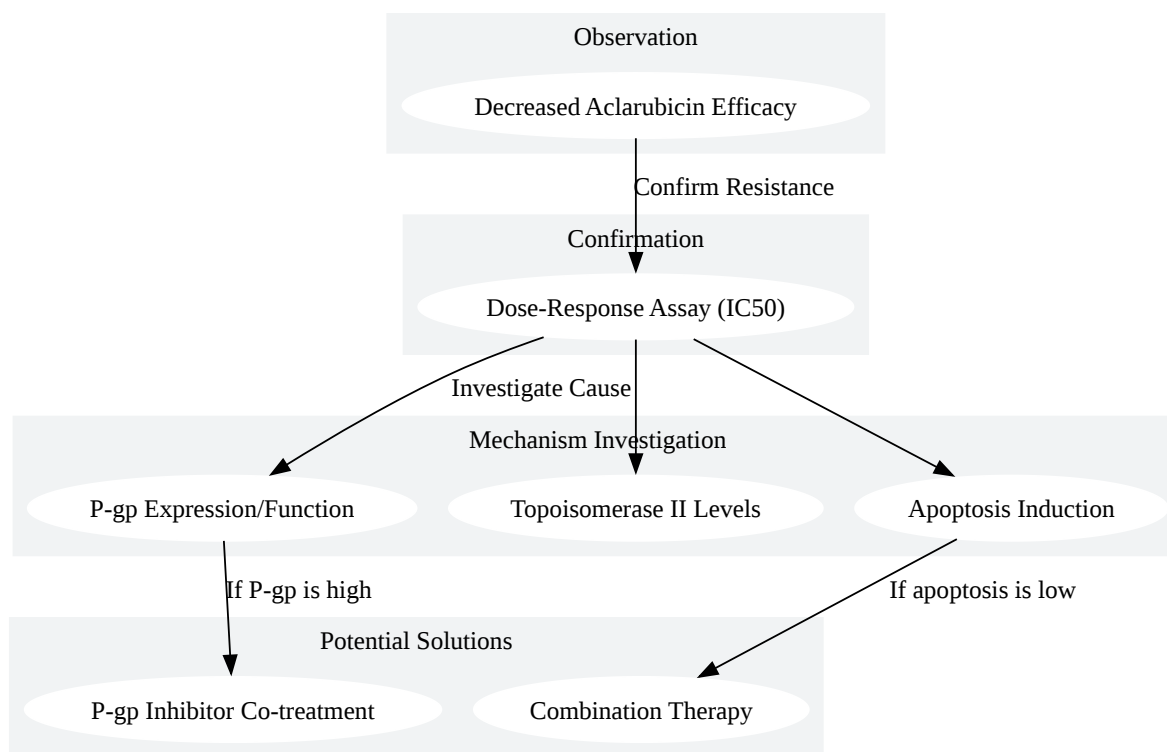 Observation
Decreased Aclarubicin Efficacy
Confirm Resistance
Confirmation
Dose-Response Assay (IC50)
Investigate Cause
Mechanism Investigation
P-gp Expression/Function
Topoisomerase II Levels
Apoptosis Induction
If P-gp is high
If apoptosis is low
Potential Solutions
P-gp Inhibitor Co-treatment
Combination Therapy